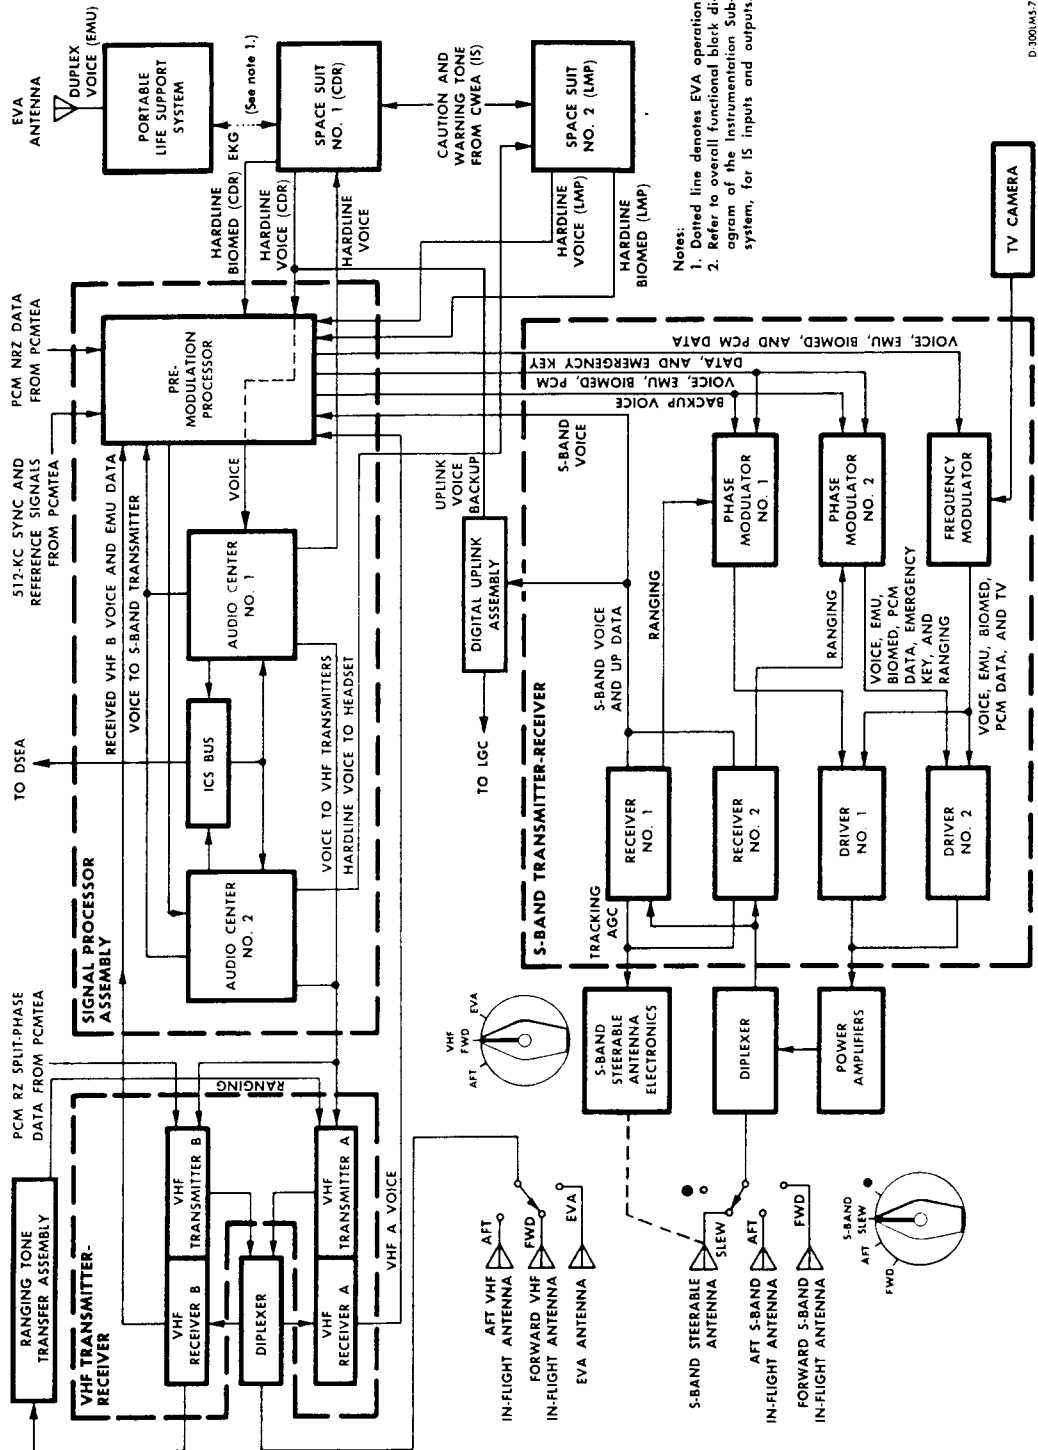 EVA
ANTENNA
DUPLEX
VOICE (EMU)
PORTABLE
LIFE SUPPORT
SYSTEM
(See note 1.)
EKG
SPACE SUIT
NO. 1 (CDR)
CAUTION AND
WARNING TONE
FROM CWEA (IS)
SPACE SUIT
NO. 2 (LMP)
HARDLINE
BIOMED (CDR)
HARDLINE
VOICE (CDR)
HARDLINE
VOICE
HARDLINE
VOICE (LMP)
HARDLINE
BIOMED (LMP)
Notes:
1. Dotted line denotes EVA operation
2. Refer to overall functional block di-
agram of the Instrumentation Sub-
system, for IS inputs and outputs.
D-300LM5-7
TV CAMERA
PCM NRZ DATA
FROM PCMTEA
512-KC SYNC AND
REFERENCE SIGNALS
FROM PCMTEA
PRE-
MODULATION
PROCESSOR
RECEIVED VHF B VOICE AND EMU DATA
VOICE TO S-BAND TRANSMITTER
VOICE
AUDIO CENTER
NO. 1
ICS BUS
TO DSEA
AUDIO CENTER
NO. 2
VOICE TO VHF TRANSMITTERS
HARDLINE VOICE TO HEADSET
SIGNAL PROCESSOR
ASSEMBLY
UPLINK
VOICE
BACKUP
DIGITAL UPLINK
ASSEMBLY
TO LGC
S-BAND
VOICE
S-BAND VOICE
AND UP DATA
VOICE, EMU, BIOMED, AND PCM DATA
VOICE, EMU, BIOMED, PCM
DATA, AND EMERGENCY KEY
BACKUP VOICE
RANGING
PHASE
MODULATOR
NO. 1
PHASE
MODULATOR
NO. 2
FREQUENCY
MODULATOR
RANGING
VOICE, EMU,
BIOMED, PCM
DATA, EMERGENCY
KEY, AND
RANGING
VOICE, EMU, BIOMED,
PCM DATA, AND TV
S-BAND TRANSMITTER-RECEIVER
RECEIVER
NO. 1
RECEIVER
NO. 2
DRIVER
NO. 1
DRIVER
NO. 2
TRACKING
AGC
S-BAND
STEERABLE
ANTENNA
ELECTRONICS
DIPLEXER
POWER
AMPLIFIERS
PCM RZ SPLIT-PHASE
DATA FROM PCMTEA
RANGING TONE
TRANSFER ASSEMBLY
RANGING
VHF TRANSMITTER-
RECEIVER
VHF
TRANSMITTER B
VHF
RECEIVER B
DIPLEXER
VHF
TRANSMITTER A
VHF
RECEIVER A
VHF A VOICE
VHF
AFT
FWD
EVA
AFT VHF
IN-FLIGHT ANTENNA
AFT
FORWARD VHF
IN-FLIGHT ANTENNA
FWD
EVA ANTENNA
EVA
S-BAND STEERABLE
ANTENNA
SLEW
AFT S-BAND
IN-FLIGHT ANTENNA
AFT
FORWARD S-BAND
IN-FLIGHT ANTENNA
FWD
S-BAND
SLEW
AFT
FWD